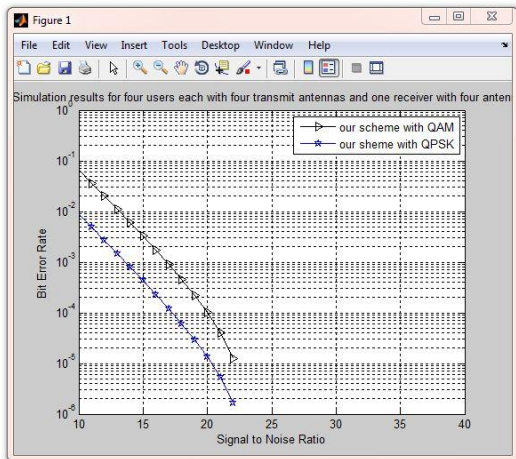 Figure 1
File Edit View Insert Tools Desktop Window Help
Simulation results for four users each with four transmit antennas and one receiver with four anten
10^0
10^-1
10^-2
10^-3
10^-4
10^-5
10^-6
Bit Error Rate
our scheme with QAM
our sheme with QPSK
10 15 20 25 30 35 40
Signal to Noise Ratio